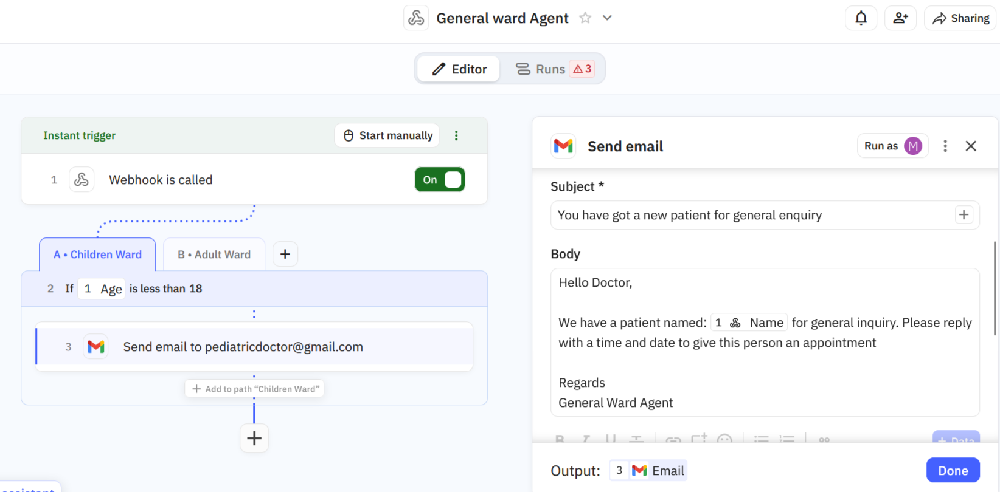 General ward Agent
Sharing
Editor
Runs 3
Instant trigger
Start manually
1 Webhook is called
On
A • Children Ward
B • Adult Ward
+
2 If 1 Age is less than 18
3 Send email to pediatricdoctor@gmail.com
+ Add to path “Children Ward”
+
assistant
Send email
Run as M
Subject *
You have got a new patient for general enquiry
Body
Hello Doctor,
We have a patient named: 1 Name for general inquiry. Please reply
with a time and date to give this person an appointment
Regards
General Ward Agent
B I U
+ Data
Output: 3 Email
Done